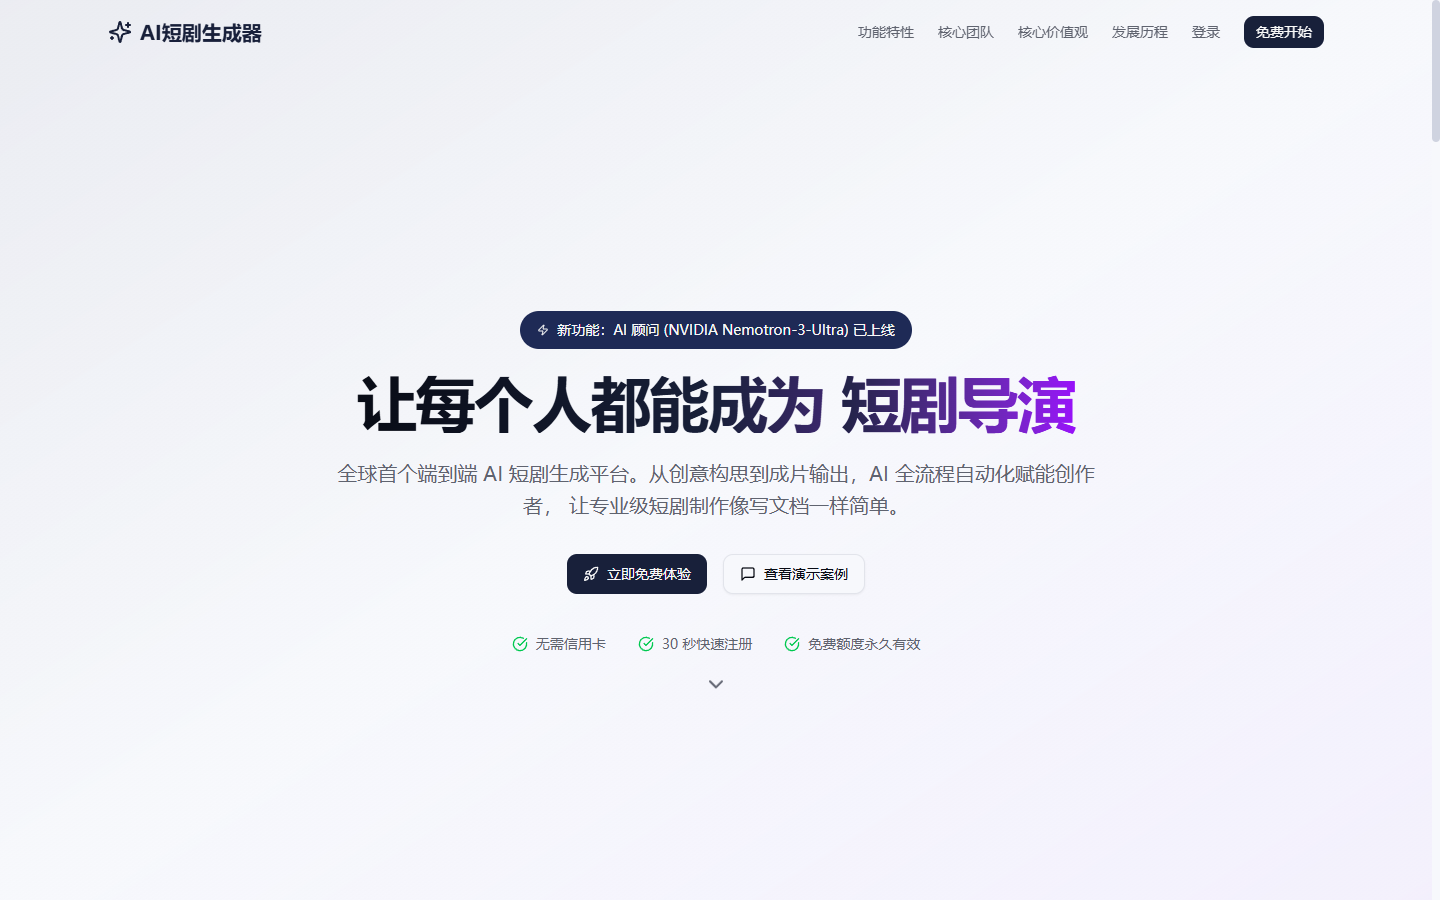 AI短剧生成器
功能特性
核心团队
核心价值观
发展历程
登录
免费开始
新功能：AI 顾问 (NVIDIA Nemotron-3-Ultra) 已上线
让每个人都能成为 短剧导演
全球首个端到端 AI 短剧生成平台。从创意构思到成片输出，AI 全流程自动化赋能创作
者， 让专业级短剧制作像写文档一样简单。
立即免费体验
查看演示案例
无需信用卡
30 秒快速注册
免费额度永久有效